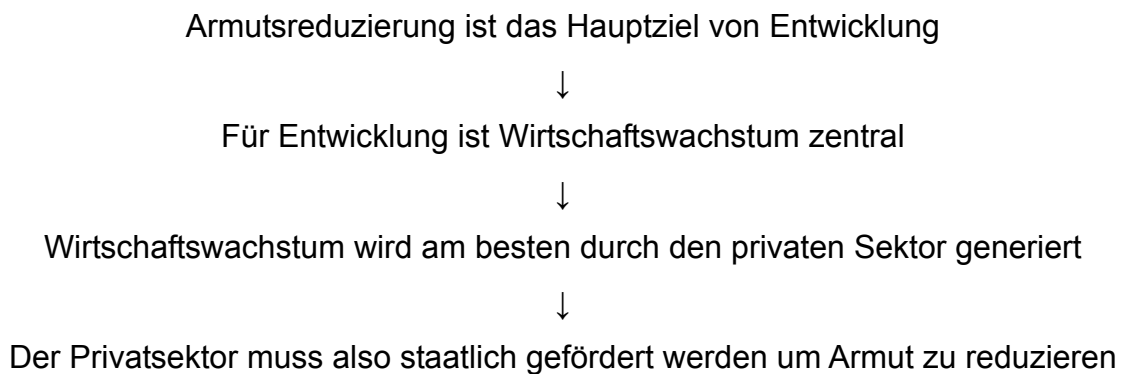 Armutsreduzierung ist das Hauptziel von Entwicklung
↓
Für Entwicklung ist Wirtschaftswachstum zentral
↓
Wirtschaftswachstum wird am besten durch den privaten Sektor generiert
↓
Der Privatsektor muss also staatlich gefördert werden um Armut zu reduzieren